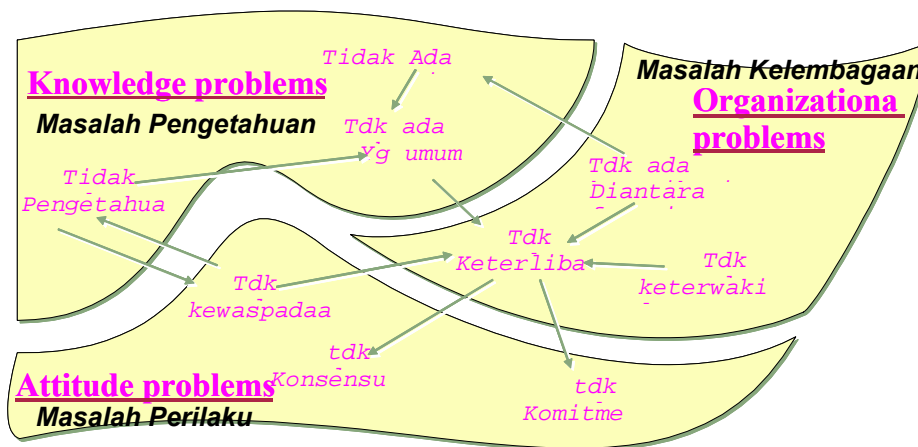 Knowledge problems
Masalah Pengetahuan
Tidak Ada
Tdk ada
Yg umum
Tidak
Pengetahua
Masalah Kelembagaan
Organizationa
problems
Tdk ada
Diantara
Tdk
Keterliba
Tdk
keterwaki
Tdk
kewaspadaa
tdk
Konsensu
tdk
Komitme
Attitude problems
Masalah Perilaku